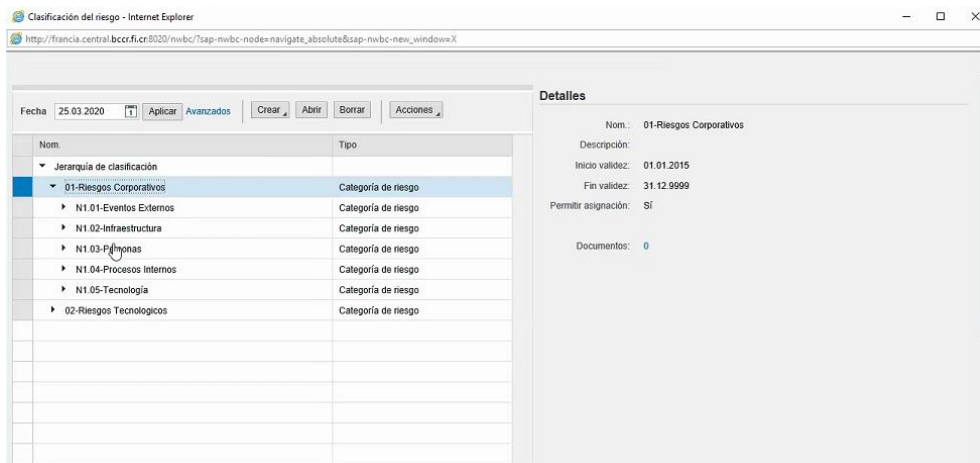 Clasificación del riesgo - Internet Explorer
http://francia.central.bccr.fi.cr:8020/nwbc/?sap-nwbc-node=navigate_absolute&sap-nwbc-new_window=X
Fecha 25.03.2020 Aplicar Avanzados Crear Abrir Borrar Acciones
Nom. Tipo
Jerarquía de clasificación
01-Riesgos Corporativos Categoría de riesgo
N1.01-Eventos Externos Categoría de riesgo
N1.02-Infraestructura Categoría de riesgo
N1.03-Personas Categoría de riesgo
N1.04-Procesos Internos Categoría de riesgo
N1.05-Tecnología Categoría de riesgo
02-Riesgos Tecnologicos Categoría de riesgo
Detalles
Nom.: 01-Riesgos Corporativos
Descripción:
Inicio validez: 01.01.2015
Fin validez: 31.12.9999
Permitir asignación: Sí
Documentos: 0